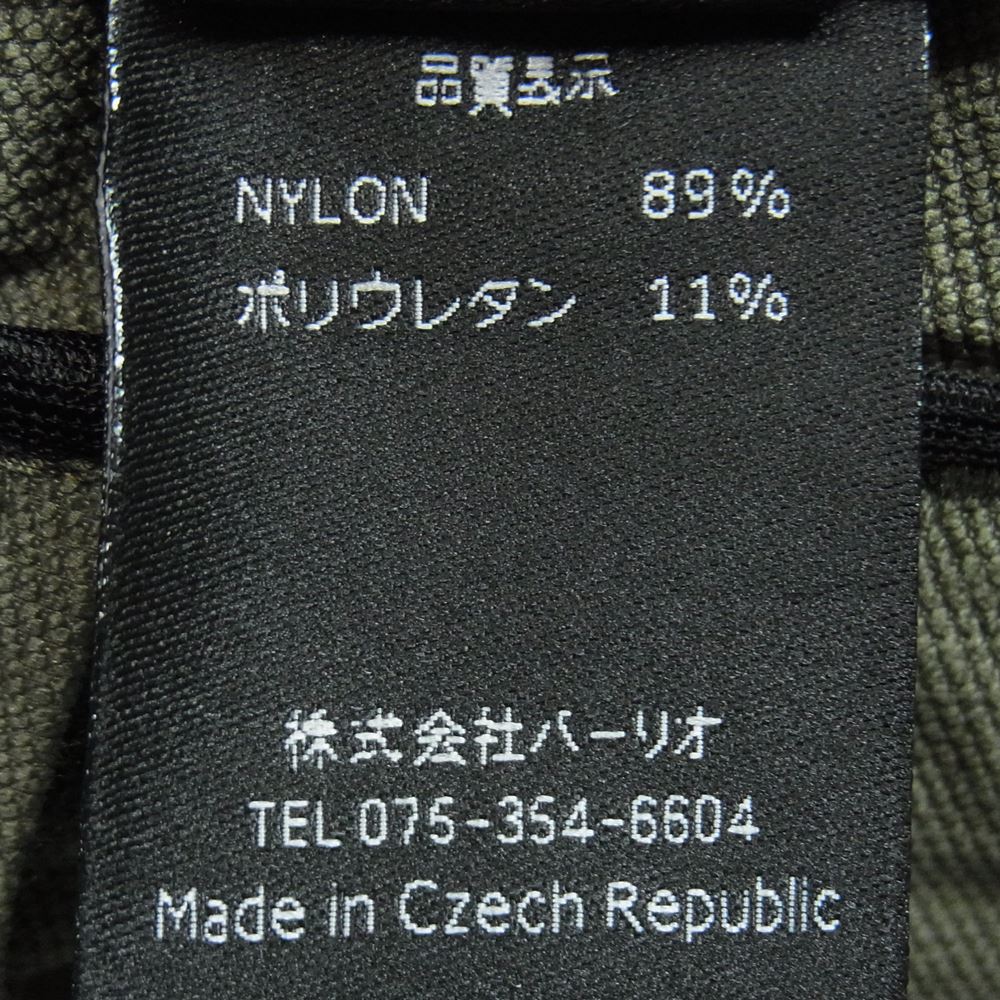 品質表示
NYLON 89%
ポリウレタン 11%
株式会社バーリオ
TEL 075-354-6604
Made in Czech Republic